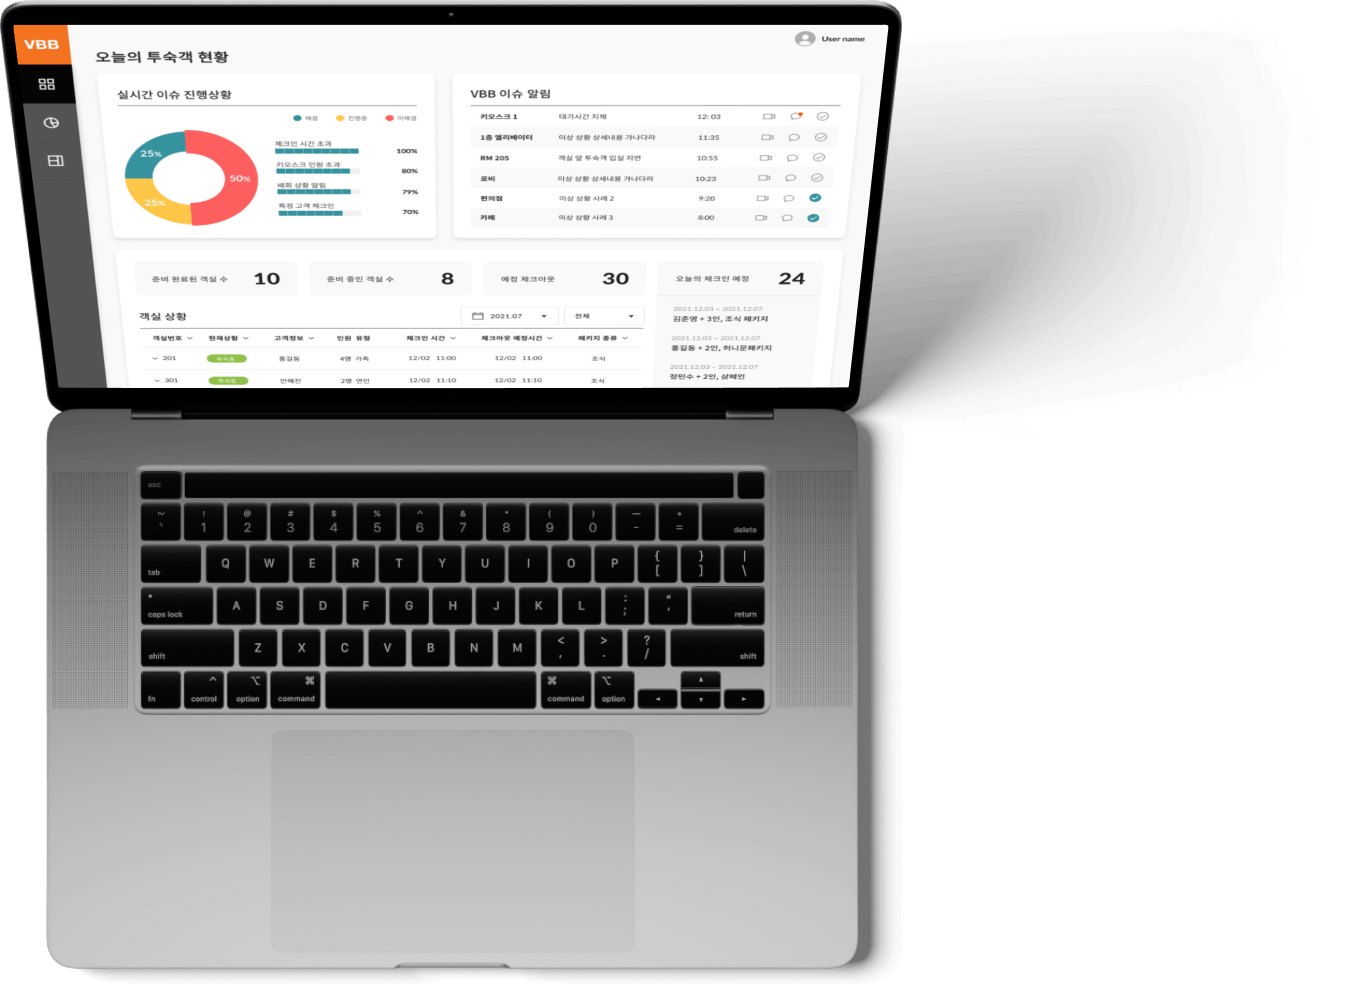 VBB
User name
오늘의 투숙객 현황
실시간 이슈 진행상황
해결 진행중 미해결
25%
50%
25%
체크인 시간 초과 100%
키오스크 인원 초과 80%
배회 상황 알림 79%
특정 고객 체크인 70%
VBB 이슈 알림
키오스크 1 대기시간 지체 12: 03
1층 엘리베이터 이상 상황 상세내용 가나다라 11:35
RM 205 객실 앞 투숙객 입실 지연 10:55
로비 이상 상황 상세내용 가나다라 10:23
편의점 이상 상황 사례 2 9:20
카페 이상 상황 사례 3 8:00
준비 완료된 객실 수 10
준비 중인 객실 수 8
예정 체크아웃 30
오늘의 체크인 예정 24
객실 상황
2021.07
전체
객실번호 현재상황 고객정보 인원 유형 체크인 시간 체크아웃 예정시간 패키지 종류
201 투숙중 홍길동 4명 가족 12/02 11:00 12/02 11:00 조식
301 투숙중 안혜진 2명 연인 12/02 11:10 12/02 11:10 조식
2021.12.03 – 2021.12.07
김준영 + 3인, 조식 패키지
2021.12.03 – 2021.12.07
홍길동 + 2인, 허니문패키지
2021.12.03 – 2021.12.07
정민수 + 2인, 샴페인
esc
~ ! @ # $ % ^ & * ( ) — +
` 1 2 3 4 5 6 7 8 9 0 - = delete
tab Q W E R T Y U I O P { [ } ] | \
caps lock A S D F G H J K L : ; " ' return
shift Z X C V B N M < , > . ? / shift
fn control option command command option